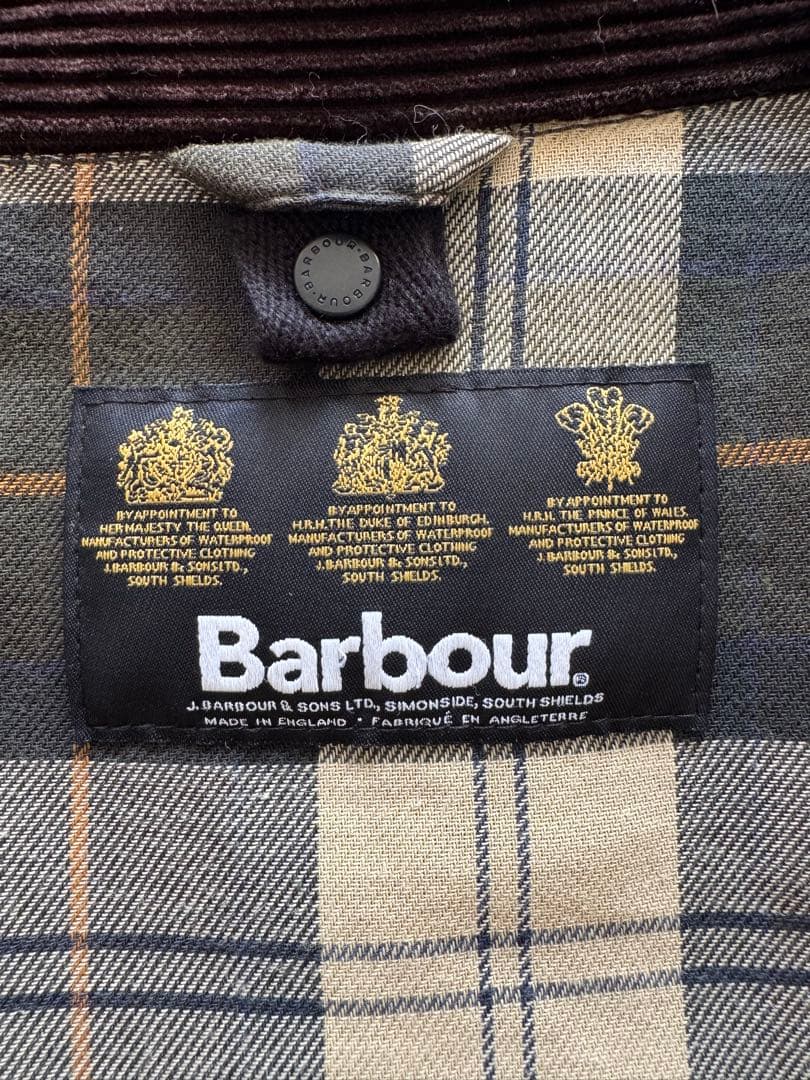 BARBOUR · BARBOUR · BARBOUR ·
BY APPOINTMENT TO
HER MAJESTY THE QUEEN.
MANUFACTURERS OF WATERPROOF
AND PROTECTIVE CLOTHING
J. BARBOUR & SONS LTD.,
SOUTH SHIELDS.
BY APPOINTMENT TO
H.R.H. THE DUKE OF EDINBURGH.
MANUFACTURERS OF WATERPROOF
AND PROTECTIVE CLOTHING
J. BARBOUR & SONS LTD.,
SOUTH SHIELDS.
BY APPOINTMENT TO
H.R.H. THE PRINCE OF WALES.
MANUFACTURERS OF WATERPROOF
AND PROTECTIVE CLOTHING
J. BARBOUR & SONS LTD.,
SOUTH SHIELDS.
Barbour®
J. BARBOUR & SONS LTD., SIMONSIDE, SOUTH SHIELDS
MADE IN ENGLAND · FABRIQUÉ EN ANGLETERRE